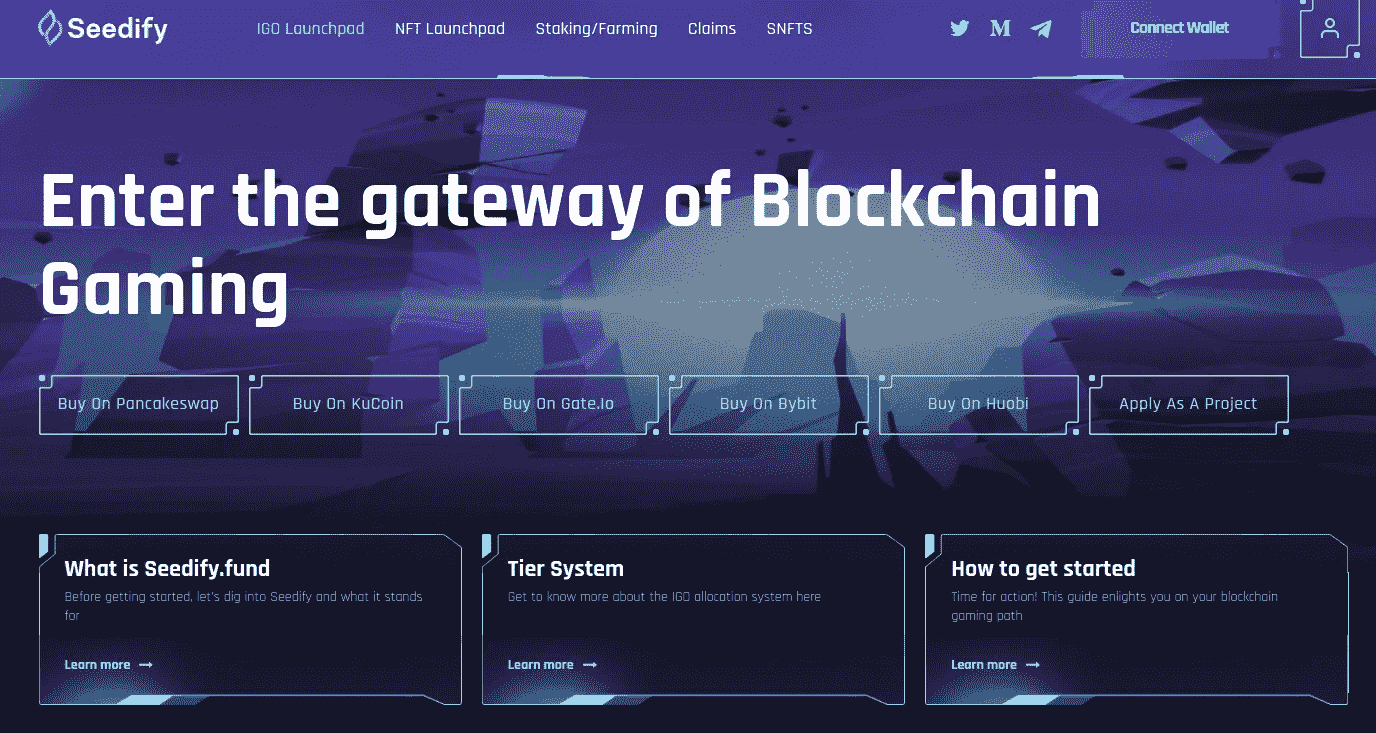 Seedify
IGO Launchpad
NFT Launchpad
Staking/Farming
Claims
SNFTS
M
Connect Wallet
Enter the gateway of Blockchain
Gaming
Buy On Pancakeswap
Buy On KuCoin
Buy On Gate.Io
Buy On Bybit
Buy On Huobi
Apply As A Project
What is Seedify.fund
Before getting started, let's dig into Seedify and what it stands
for
Learn more
Tier System
Get to know more about the IGO allocation system here
Learn more
How to get started
Time for action! This guide enlights you on your blockchain
gaming path
Learn more